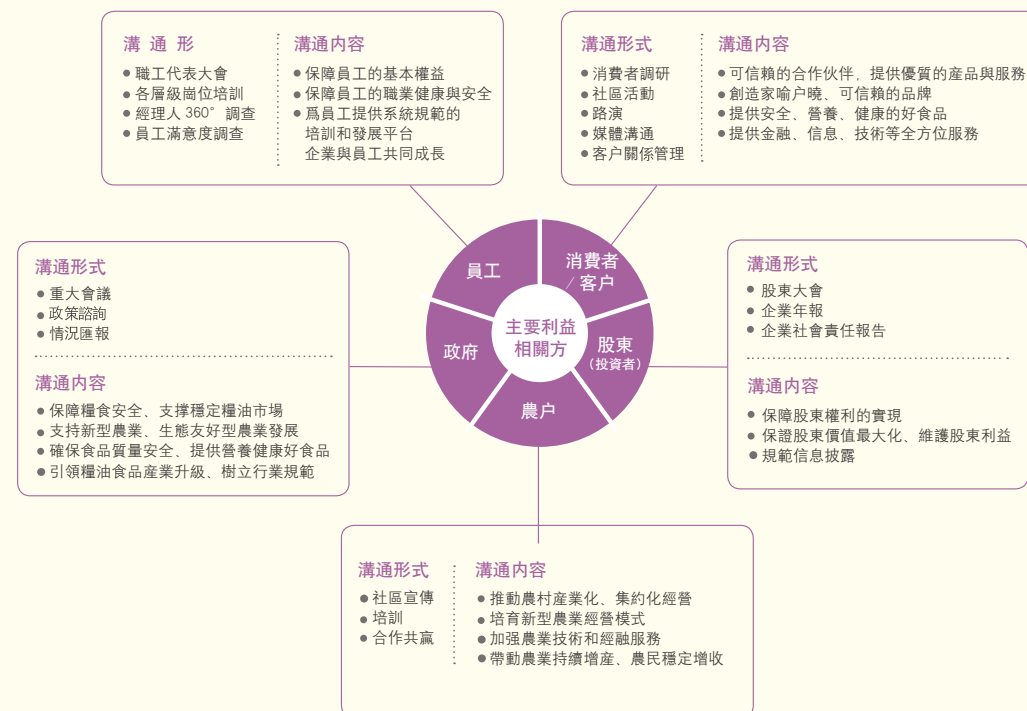 溝 通 形
● 職工代表大會
● 各層級崗位培訓
● 經理人 360° 調查
● 員工滿意度調查
溝通内容
● 保障員工的基本權益
● 保障員工的職業健康與安全
● 爲員工提供系統規範的
培訓和發展平台
企業與員工共同成長
溝通形式
● 消費者調研
● 社區活動
● 路演
● 媒體溝通
● 客户關係管理
溝通内容
● 可信賴的合作伙伴，提供優質的産品與服務
● 創造家喻户曉、可信賴的品牌
● 提供安全、營養、健康的好食品
● 提供金融、信息、技術等全方位服務
溝通形式
● 重大會議
● 政策諮詢
● 情況匯報
溝通内容
● 保障糧食安全、支撐穩定糧油市場
● 支持新型農業、生態友好型農業發展
● 確保食品質量安全、提供營養健康好食品
● 引領糧油食品産業升級、樹立行業規範
員工
消費者
/ 客户
政府
主要利益
相關方
股東
（投資者）
農户
溝通形式
● 股東大會
● 企業年報
● 企業社會責任報告
溝通内容
● 保障股東權利的實現
● 保證股東價值最大化、維護股東利益
● 規範信息披露
溝通形式
● 社區宣傳
● 培訓
● 合作共贏
溝通内容
● 推動農村産業化、集約化經營
● 培育新型農業經營模式
● 加强農業技術和經融服務
● 帶動農業持續增産、農民穩定增收